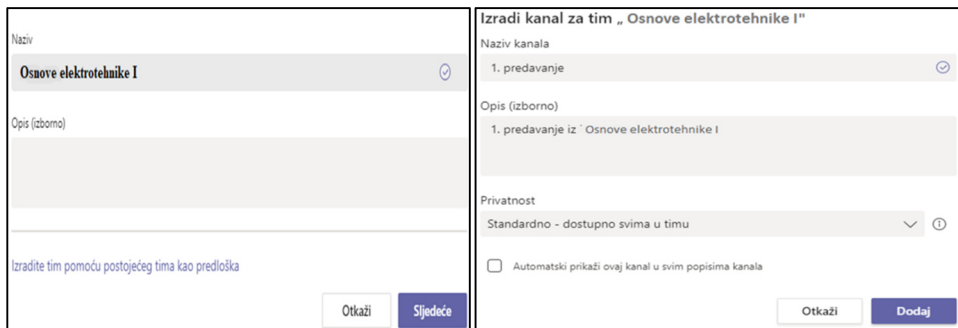 Naziv
Osnove elektrotehnike I
Opis (izborno)
Izradite tim pomoću postojećeg tima kao predloška
Otkaži
Sljedeće
Izradi kanal za tim „ Osnove elektrotehnike I"
Naziv kanala
1. predavanje
Opis (izborno)
1. predavanje iz ˙ Osnove elektrotehnike I
Privatnost
Standardno - dostupno svima u timu
Automatski prikaži ovaj kanal u svim popisima kanala
Otkaži
Dodaj